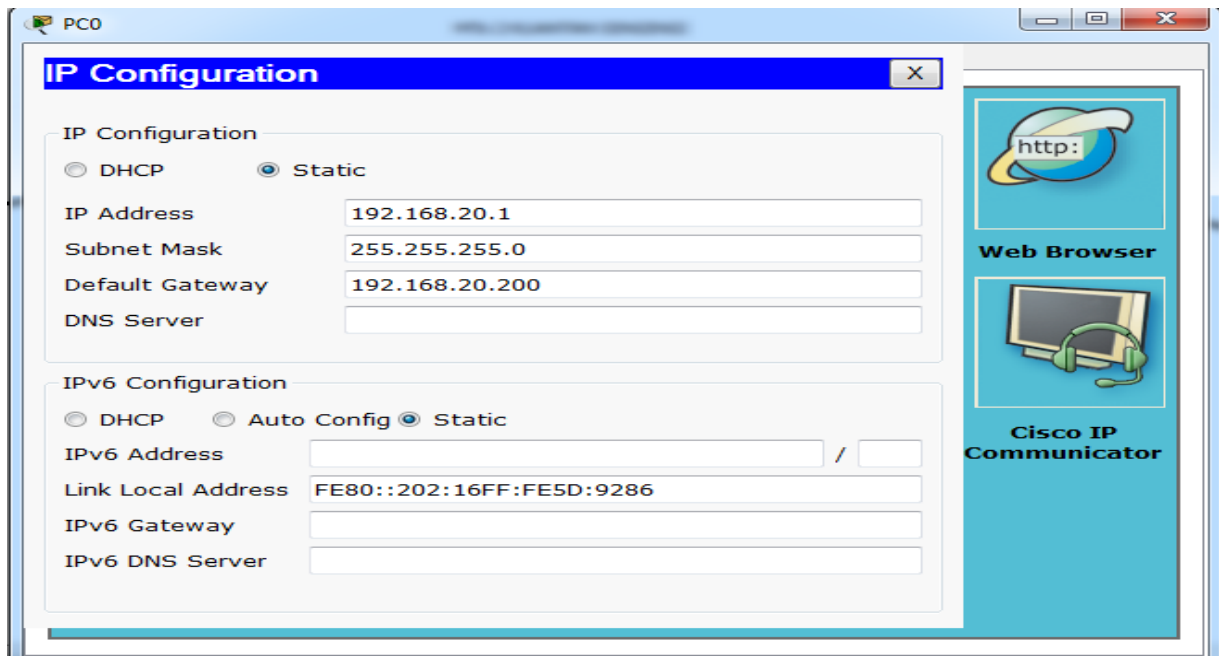 PC0
IP Configuration
X
IP Configuration
DHCP
Static
IP Address
192.168.20.1
Subnet Mask
255.255.255.0
Default Gateway
192.168.20.200
DNS Server
IPv6 Configuration
DHCP
Auto Config
Static
IPv6 Address
/
Link Local Address
FE80::202:16FF:FE5D:9286
IPv6 Gateway
IPv6 DNS Server
http:
Web Browser
Cisco IP
Communicator